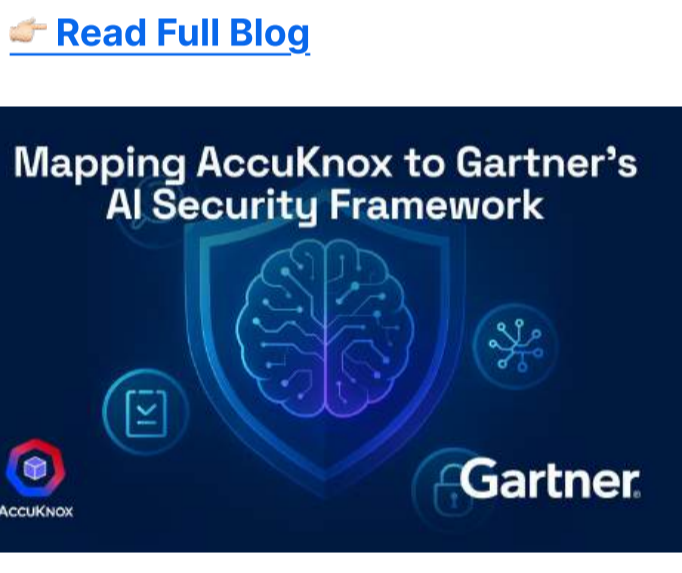 👉🏻 Read Full Blog
Mapping AccuKnox to Gartner's
AI Security Framework
ACCUKNOX
Gartner®